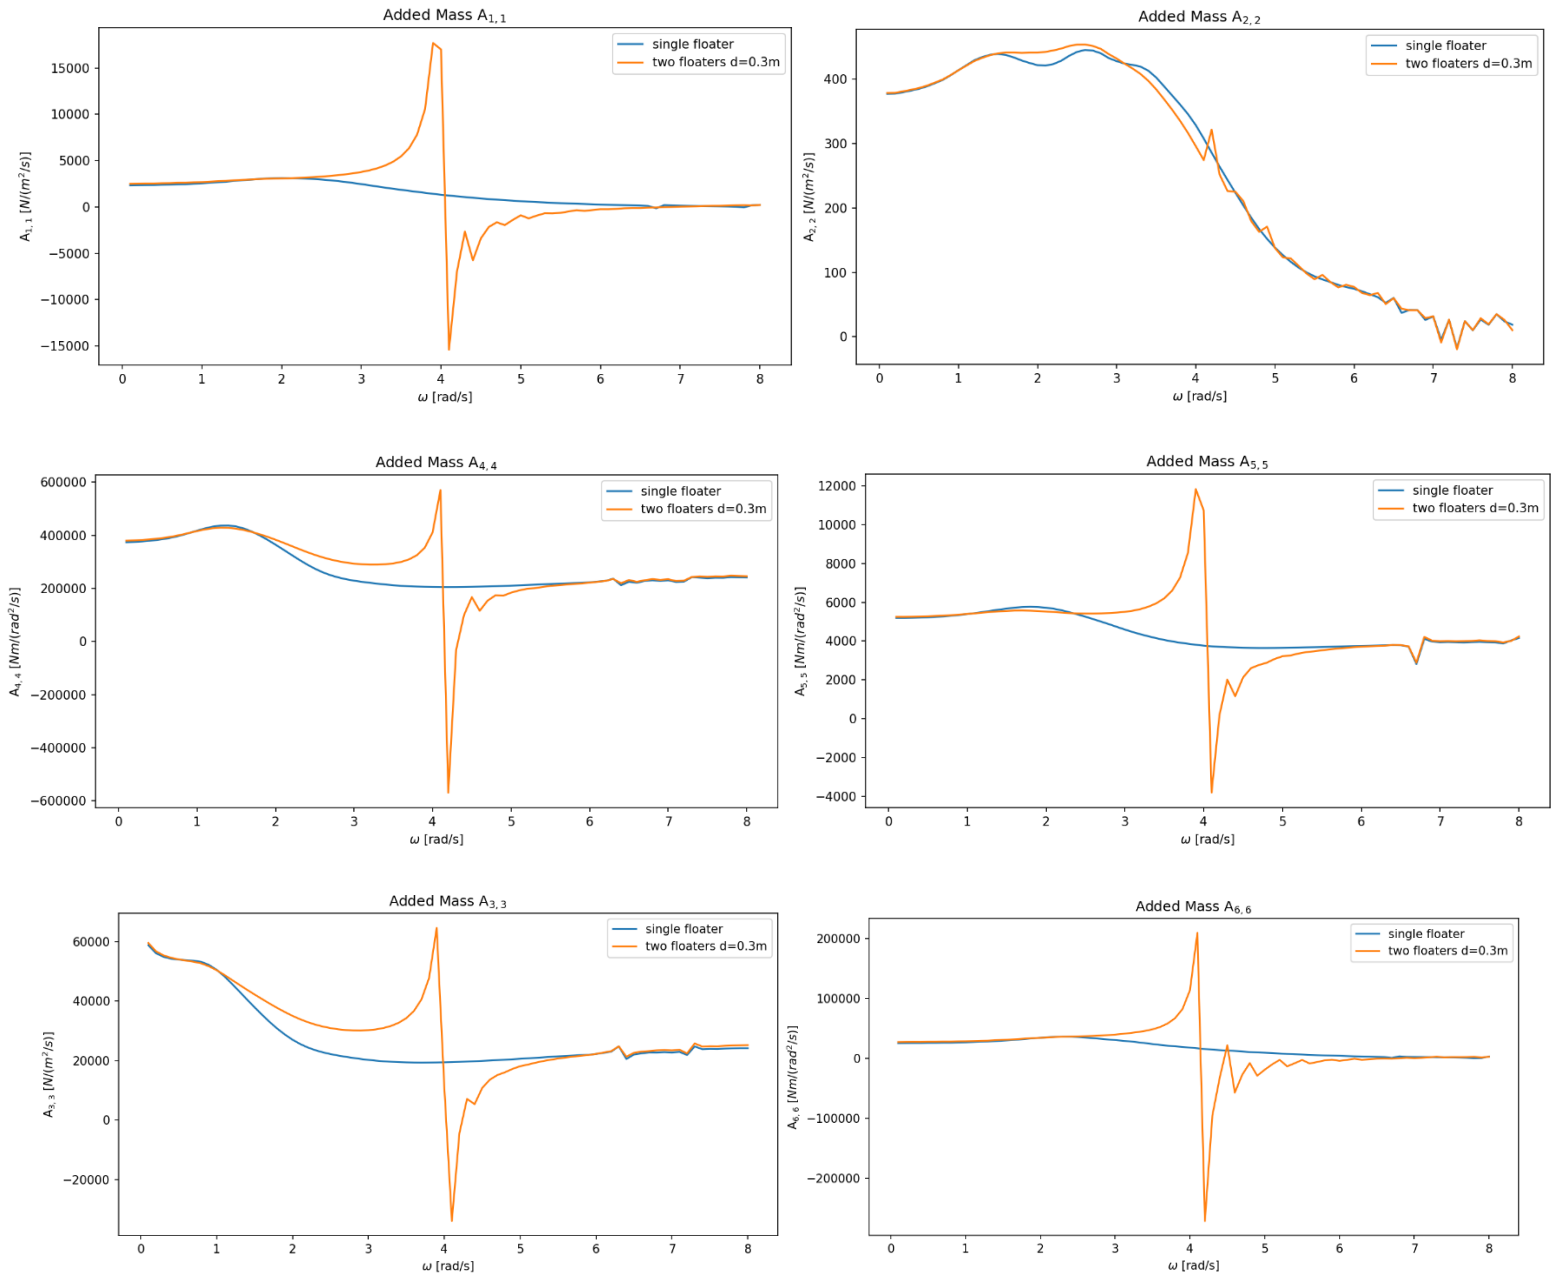 Added Mass A1,1
single floater
two floaters d=0.3m
A1,1 [N/(m²/s)]
15000
10000
5000
0
−5000
−10000
−15000
0 1 2 3 4 5 6 7 8
ω [rad/s]
Added Mass A2,2
single floater
two floaters d=0.3m
A2,2 [N/(m²/s)]
400
300
200
100
0
0 1 2 3 4 5 6 7 8
ω [rad/s]
Added Mass A4,4
single floater
two floaters d=0.3m
A4,4 [Nm/(rad²/s)]
600000
400000
200000
0
−200000
−400000
−600000
0 1 2 3 4 5 6 7 8
ω [rad/s]
Added Mass A5,5
single floater
two floaters d=0.3m
A5,5 [Nm/(rad²/s)]
12000
10000
8000
6000
4000
2000
0
−2000
−4000
0 1 2 3 4 5 6 7 8
ω [rad/s]
Added Mass A3,3
single floater
two floaters d=0.3m
A3,3 [N/(m²/s)]
60000
40000
20000
0
−20000
0 1 2 3 4 5 6 7 8
ω [rad/s]
Added Mass A6,6
single floater
two floaters d=0.3m
A6,6 [Nm/(rad²/s)]
200000
100000
0
−100000
−200000
0 1 2 3 4 5 6 7 8
ω [rad/s]